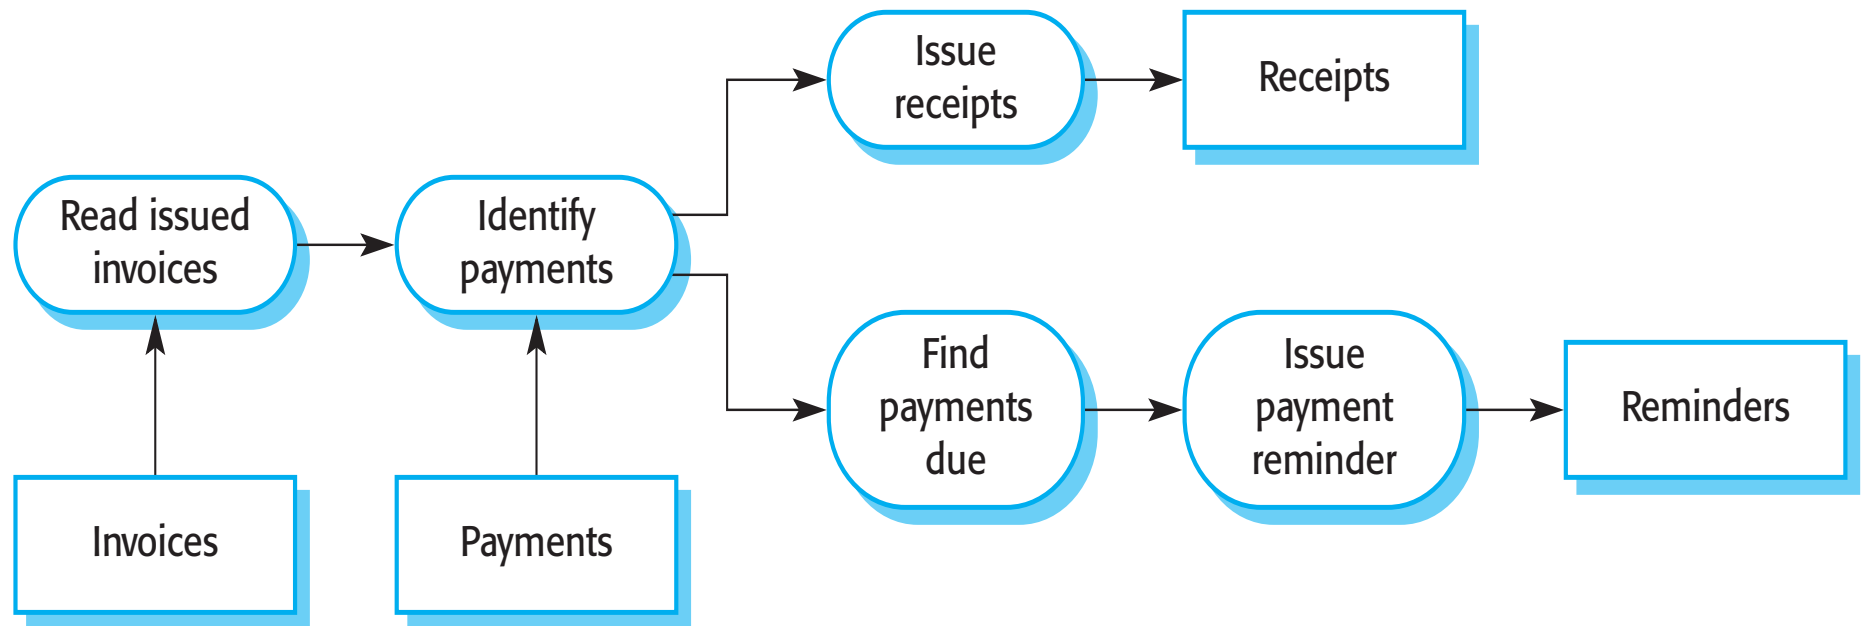 Issue
receipts
Receipts
Read issued
invoices
Identify
payments
Find
payments
due
Issue
payment
reminder
Reminders
Invoices
Payments